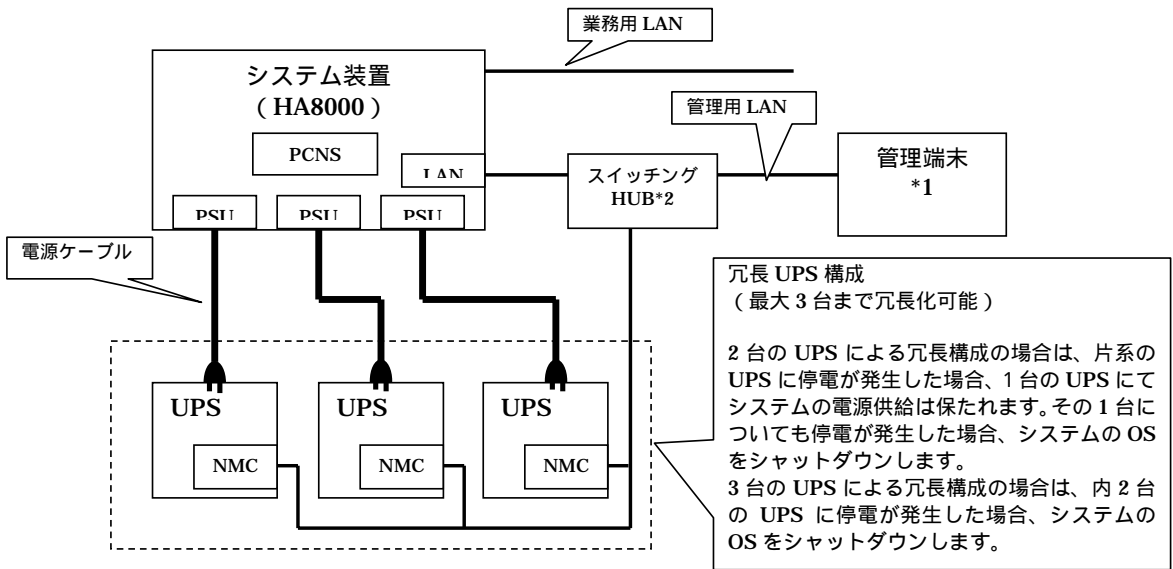 業務用 LAN
システム装置
（HA8000）
管理用 LAN
PCNS
管理端末
*1
LAN
スイッチング
HUB*2
PSU
PSU
PSU
電源ケーブル
冗長 UPS 構成
（最大 3 台まで冗長化可能）
2 台の UPS による冗長構成の場合は、片系の
UPS に停電が発生した場合、1 台の UPS にて
システムの電源供給は保たれます。その 1 台に
ついても停電が発生した場合、システムの OS
をシャットダウンします。
3 台の UPS による冗長構成の場合は、内 2 台
の UPS に停電が発生した場合、システムの
OS をシャットダウンします。
UPS
UPS
UPS
NMC
NMC
NMC